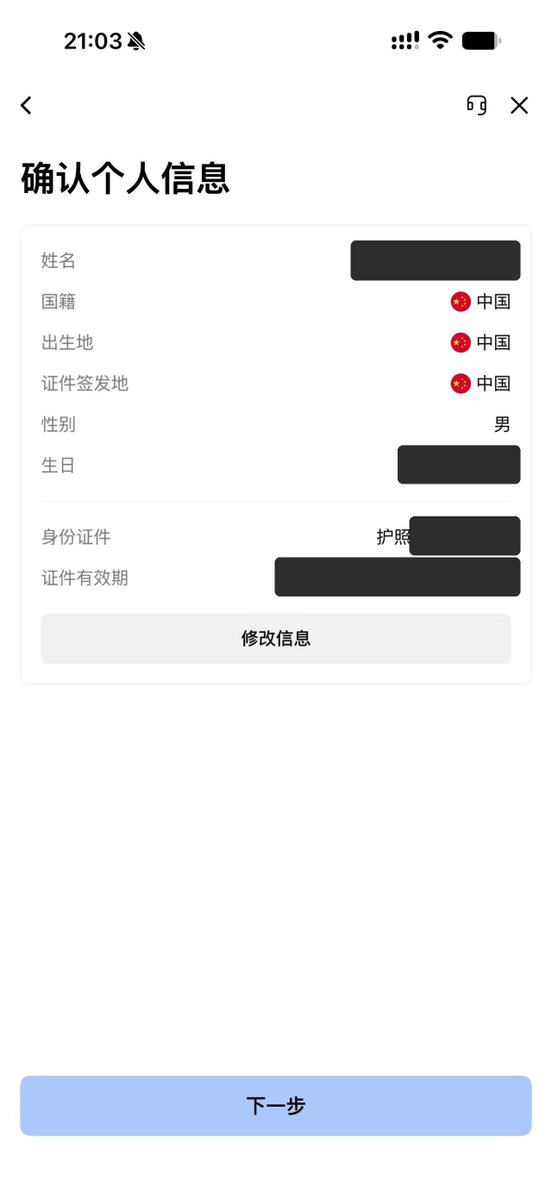 21:03
确认个人信息
姓名
国籍 中国
出生地 中国
证件签发地 中国
性别 男
生日
身份证件 护照
证件有效期
修改信息
下一步